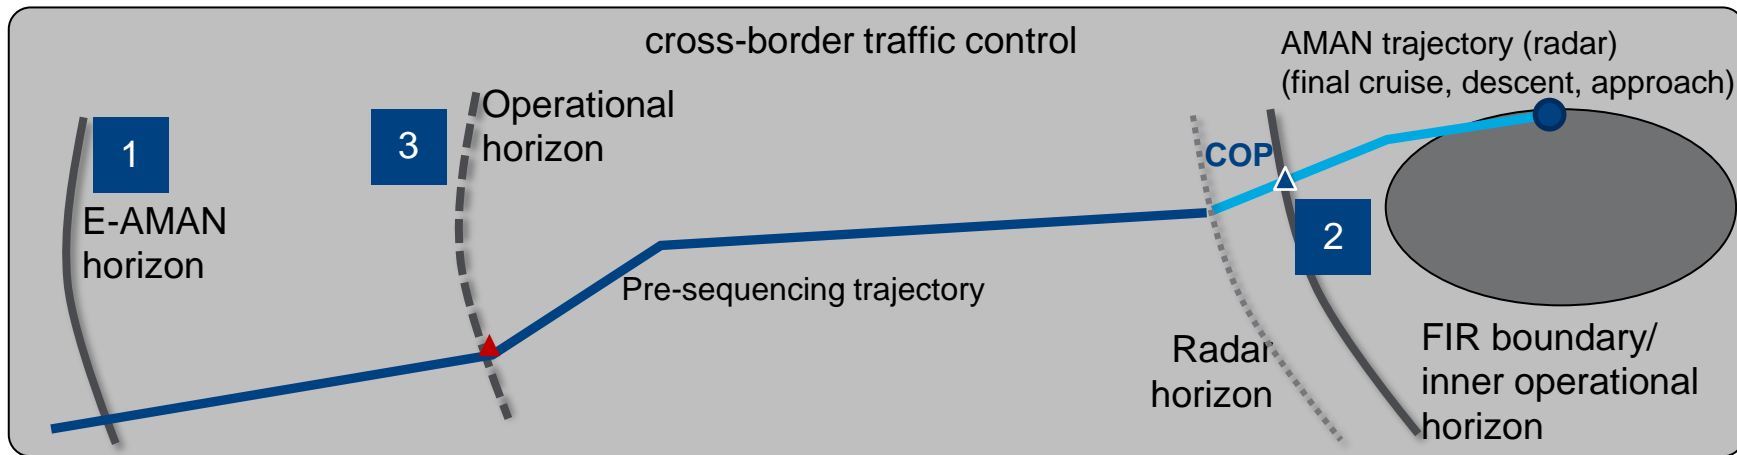 cross-border traffic control
AMAN trajectory (radar)
(final cruise, descent, approach)
Operational
horizon
1
3
COP
E-AMAN
horizon
2
Pre-sequencing trajectory
Radar
horizon
FIR boundary/
inner operational
horizon